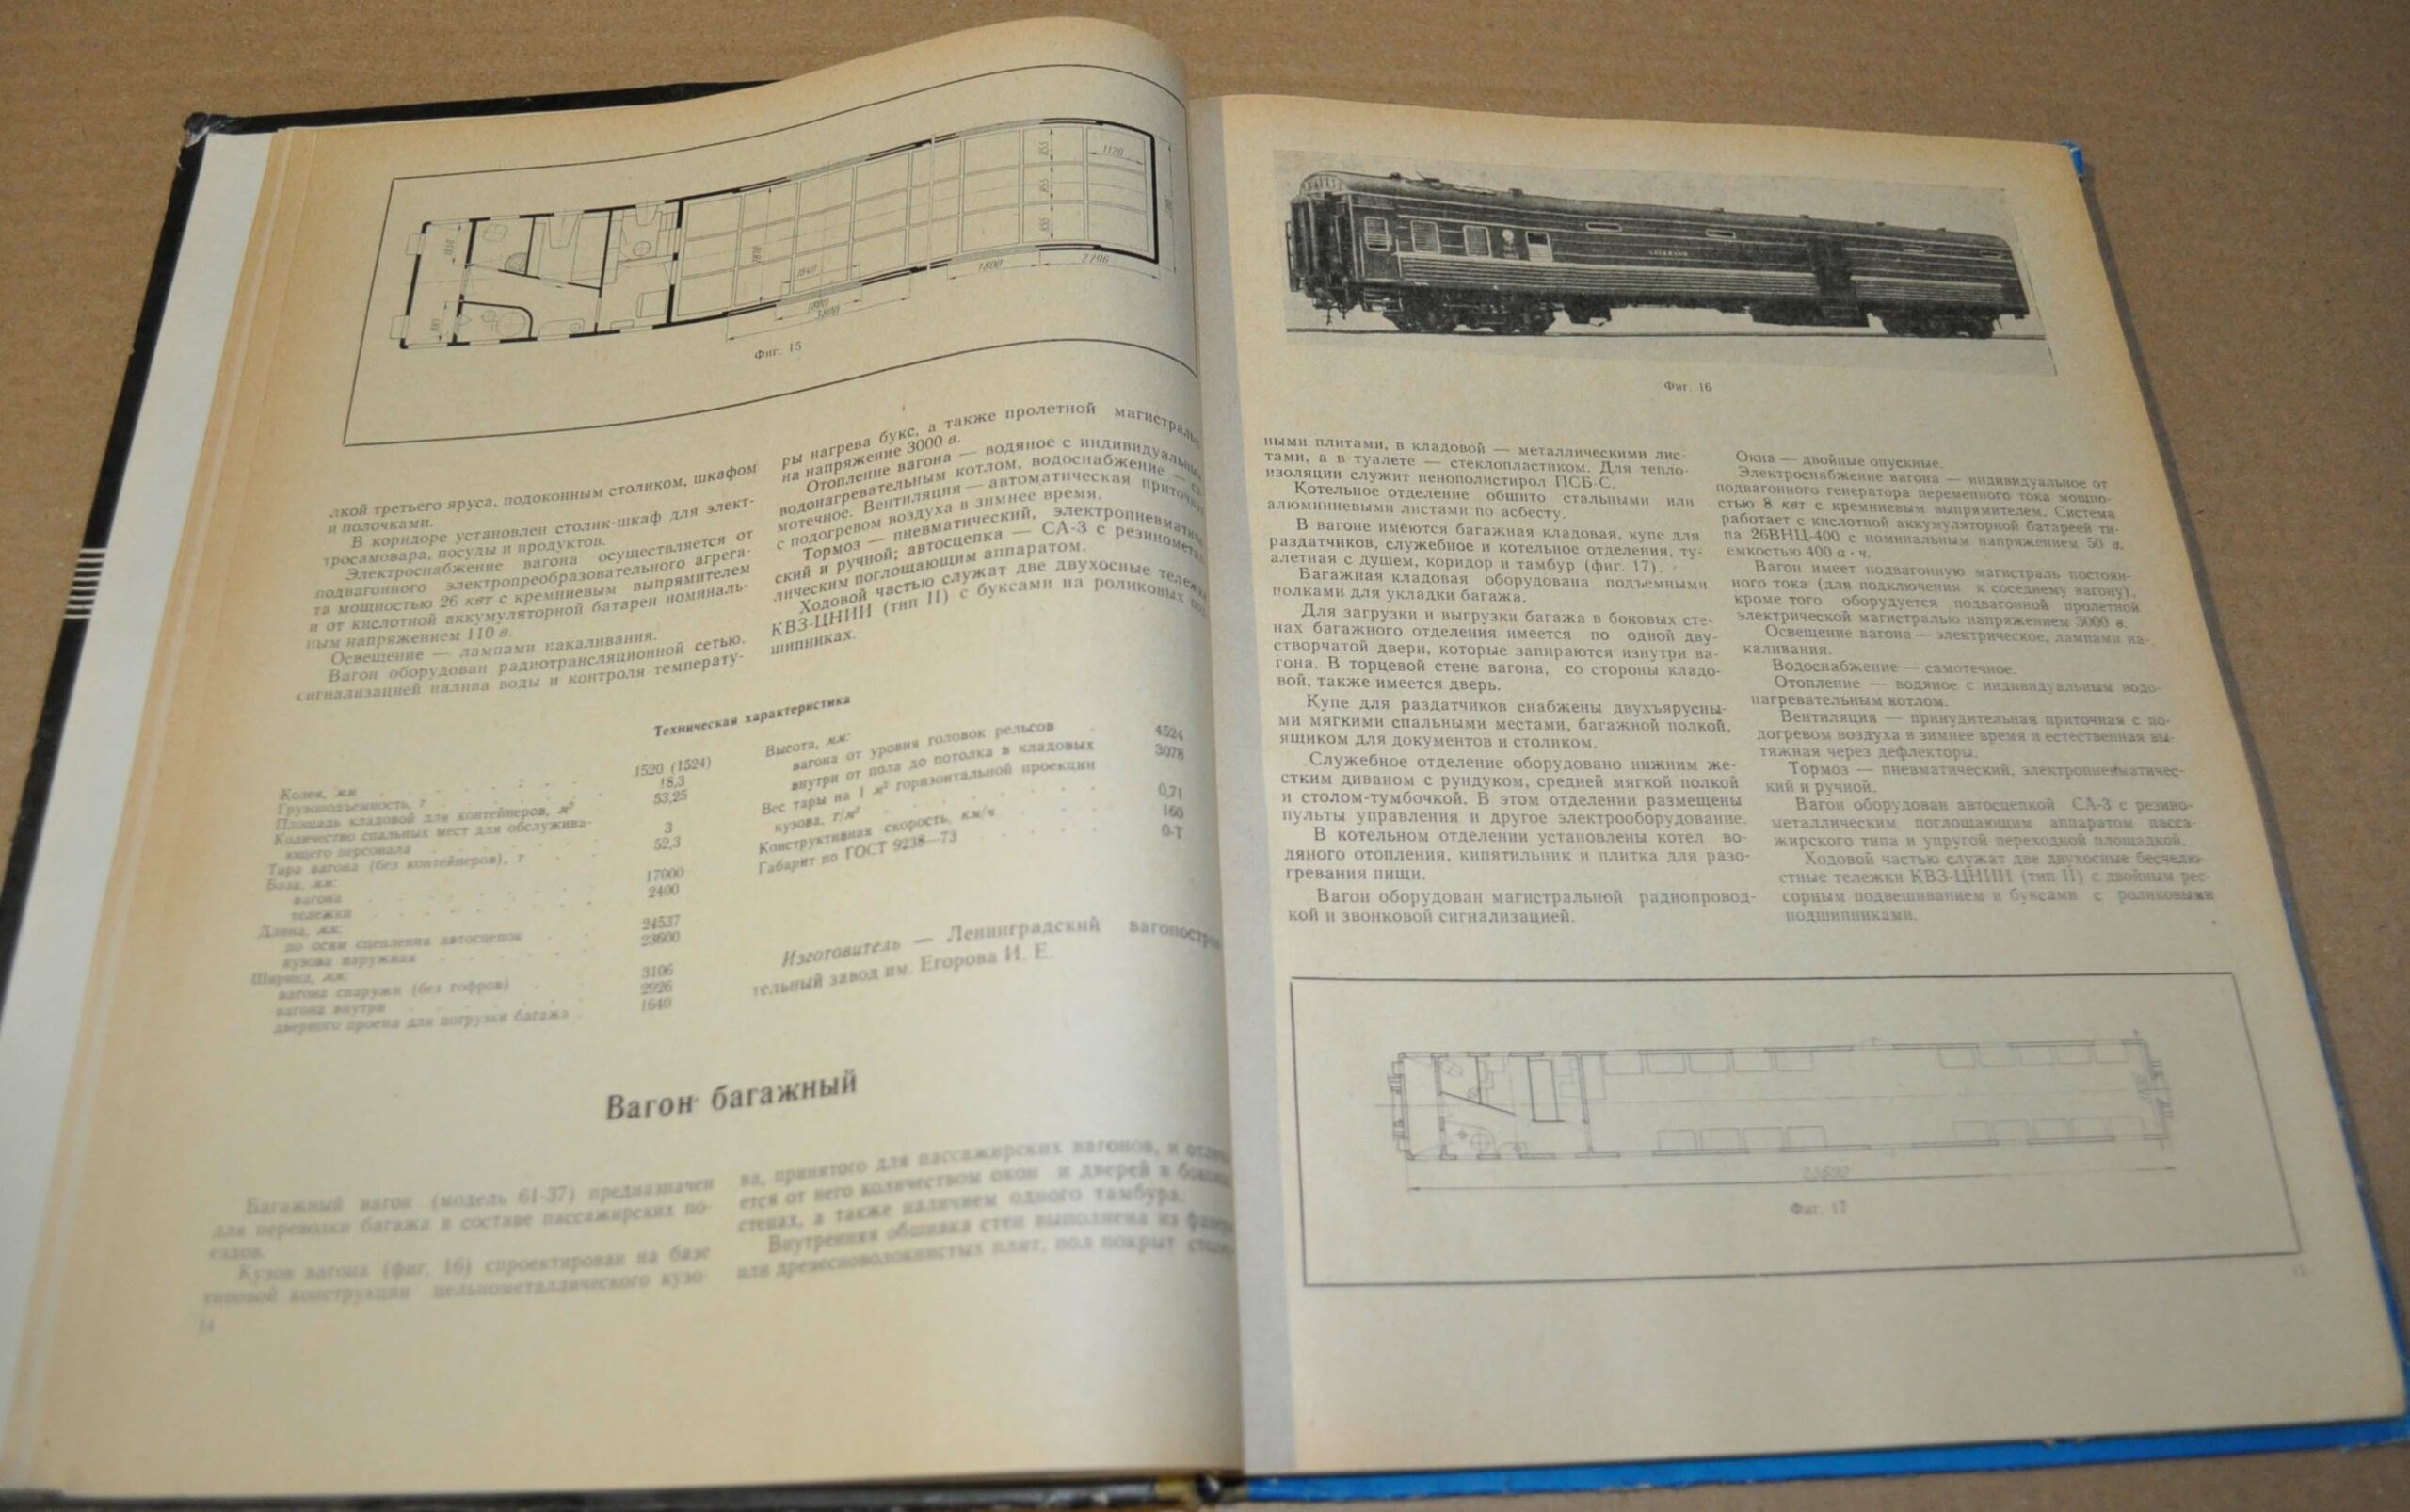 1810
885
1878
1640
1800
3800
1800
2296
855
855
855
1170
Фиг. 15
лкой третьего яруса, подоконным столиком, шкафом
и полочками.
В коридоре установлен столик-шкаф для элект-
тросамовара, посуды и продуктов.
Электроснабжение вагона осуществляется от
подвагонного электропреобразовательного агрега-
та мощностью 26 квт с кремниевым выпрямителем
и от кислотной аккумуляторной батареи номиналь-
ным напряжением 110 в.
Освещение — лампами накаливания.
Вагон оборудован радиотрансляционной сетью,
сигнализацией налива воды и контроля температу-
ры нагрева букс, а также пролетной магистраль
на напряжение 3000 в.
Отопление вагона — водяное с индивидуальным
водонагревательным котлом, водоснабжение — са
мотечное. Вентиляция — автоматическая приточная
с подогревом воздуха в зимнее время.
Тормоз — пневматический, электропневматиче
ский и ручной; автосцепка — СА-3 с резинометал
лическим поглощающим аппаратом.
Ходовой частью служат две двухосные тележки
КВЗ-ЦНИИ (тип II) с буксами на роликовых под
шипниках.
Техническая характеристика
Колея, мм 1520 (1524)
Грузоподъемность, т 18,3
Площадь кладовой для контейнеров, м² 53,25
Количество спальных мест для обслужива-
ющего персонала 3
Тара вагона (без контейнеров), т 52,3
База, мм:
вагона 17000
тележки 2400
Длина, мм:
по осям сцепления автосцепок 24537
кузова наружная 23600
Ширина, мм:
вагона снаружи (без гофров) 3106
вагона внутри 2926
дверного проема для погрузки багажа 1640
Высота, мм:
вагона от уровня головок рельсов 4524
внутри от пола до потолка в кладовых 3078
Вес тары на 1 м² горизонтальной проекции
кузова, т/м² 0,71
Конструктивная скорость, км/ч 160
Габарит по ГОСТ 9238—73 0-Т
Изготовитель — Ленинградский вагонострои
тельный завод им. Егорова И. Е.
Вагон багажный
Багажный вагон (модель 61-37) предназначен
для перевозки багажа в составе пассажирских по-
ездов.
Кузов вагона (фиг. 16) спроектирован на базе
типовой конструкции цельнометаллического кузо-
ва, принятого для пассажирских вагонов, и отлича
ется от него количеством окон и дверей в боковых
стенах, а также наличием одного тамбура.
Внутренняя обшивка стен выполнена из фанеры
или древесноволокнистых плит, пол покрыт
14
Фиг. 16
ными плитами, в кладовой — металлическими лис-
тами, а в туалете — стеклопластиком. Для тепло-
изоляции служит пенополистирол ПСБ-С.
Котельное отделение обшито стальными или
алюминиевыми листами по асбесту.
В вагоне имеются багажная кладовая, купе для
раздатчиков, служебное и котельное отделения, ту-
алетная с душем, коридор и тамбур (фиг. 17).
Багажная кладовая оборудована подъемными
полками для укладки багажа.
Для загрузки и выгрузки багажа в боковых сте-
нах багажного отделения имеется по одной дву-
створчатой двери, которые запираются изнутри ва-
гона. В торцевой стене вагона, со стороны кладо-
вой, также имеется дверь.
Купе для раздатчиков снабжены двухъярусны-
ми мягкими спальными местами, багажной полкой,
ящиком для документов и столиком.
Служебное отделение оборудовано нижним же-
стким диваном с рундуком, средней мягкой полкой
и столом-тумбочкой. В этом отделении размещены
пульты управления и другое электрооборудование.
В котельном отделении установлены котел во-
дяного отопления, кипятильник и плитка для разо-
гревания пищи.
Вагон оборудован магистральной радиопровод-
кой и звонковой сигнализацией.
Окна — двойные опускные.
Электроснабжение вагона — индивидуальное от
подвагонного генератора переменного тока мощно-
стью 8 квт с кремниевым выпрямителем. Система
работает с кислотной аккумуляторной батареей ти-
па 26ВНЦ-400 с номинальным напряжением 50 в,
емкостью 400 а · ч.
Вагон имеет подвагонную магистраль постоян-
ного тока (для подключения к соседнему вагону),
кроме того оборудуется подвагонной пролетной
электрической магистралью напряжением 3000 в.
Освещение вагона — электрическое, лампами на-
каливания.
Водоснабжение — самотечное.
Отопление — водяное с индивидуальным водо-
нагревательным котлом.
Вентиляция — принудительная приточная с по-
догревом воздуха в зимнее время и естественная вы-
тяжная через дефлекторы.
Тормоз — пневматический, электропневматичес-
кий и ручной.
Вагон оборудован автосцепкой СА-3 с резино-
металлическим поглощающим аппаратом пасса-
жирского типа и упругой переходной площадкой.
Ходовой частью служат две двухосные бесчелю-
стные тележки КВЗ-ЦНИИ (тип II) с двойным рес-
сорным подвешиванием и буксами с роликовыми
подшипниками.
23600
Фиг. 17
15